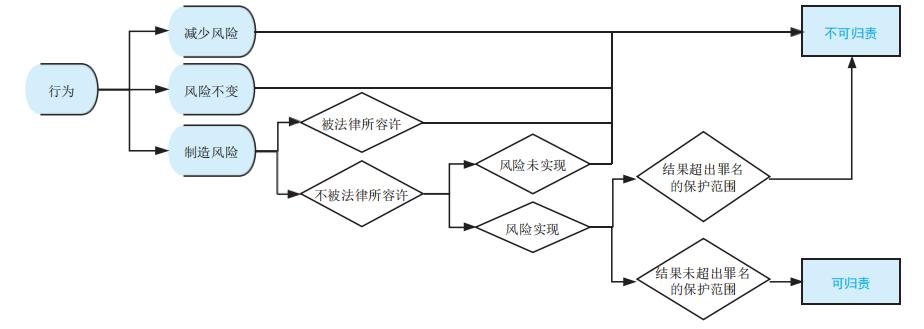 减少风险
不可归责
行为
风险不变
制造风险
被法律所容许
不被法律所容许
风险未实现
风险实现
结果超出罪名
的保护范围
结果未超出罪名
的保护范围
可归责